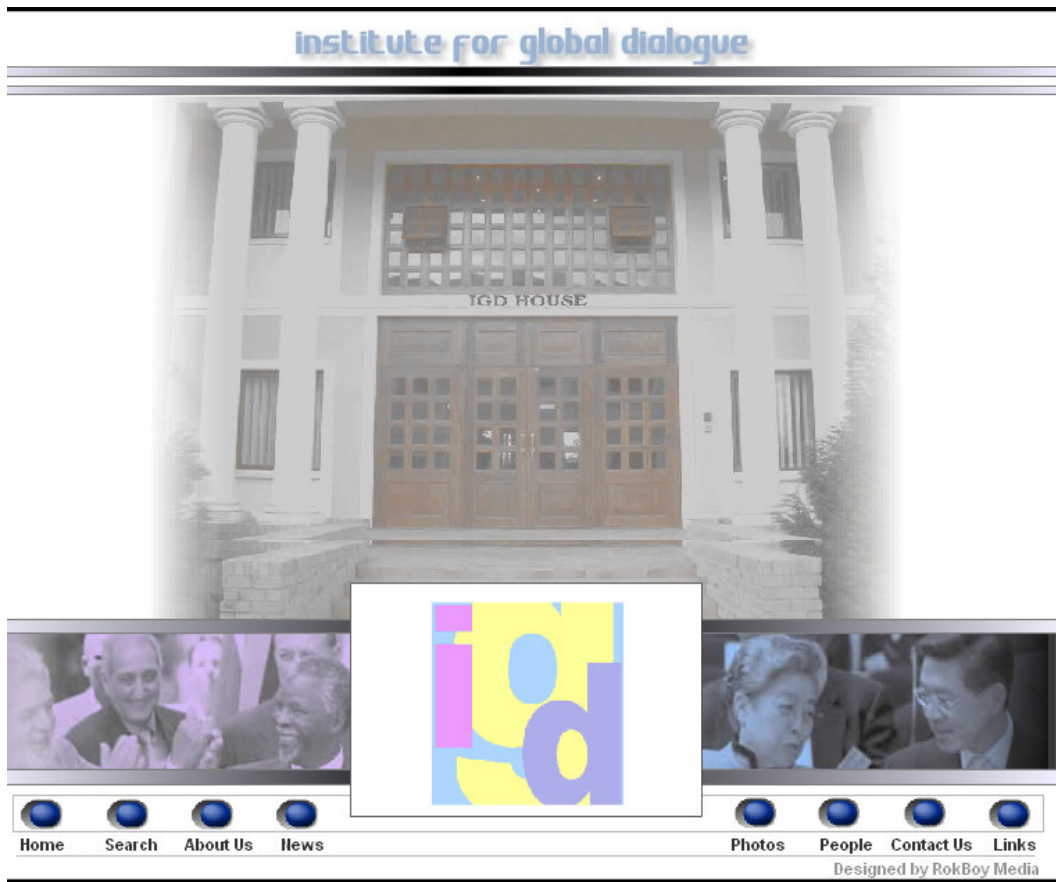 institute for global dialogue
IGD HOUSE
igd
Home Search About Us News Photos People Contact Us Links
Designed by RokBoy Media